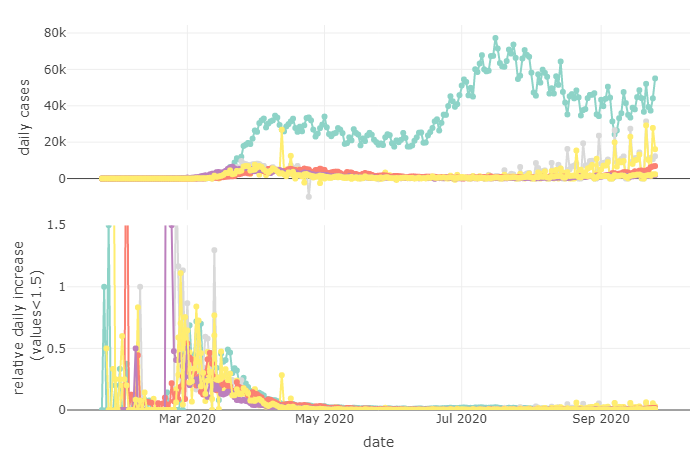 80k
60k
40k
20k
0
daily cases
1.5
1
0.5
0
relative daily increase
(values<1.5)
Mar 2020
May 2020
Jul 2020
Sep 2020
date